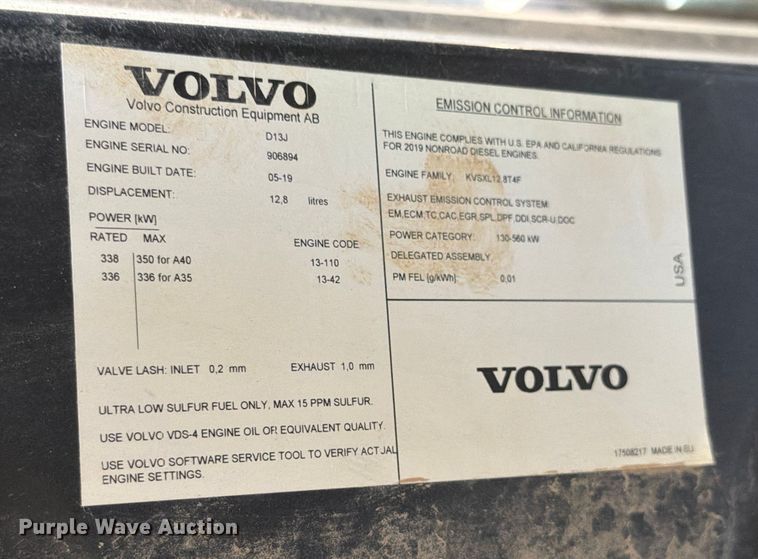 VOLVO
Volvo Construction Equipment AB
ENGINE MODEL: D13J
ENGINE SERIAL NO: 906894
ENGINE BUILT DATE: 05-19
DISPLACEMENT: 12,8 litres
POWER [kW]
RATED MAX ENGINE CODE
338 350 for A40 13-110
336 336 for A35 13-42
VALVE LASH: INLET 0,2 mm EXHAUST 1,0 mm
ULTRA LOW SULFUR FUEL ONLY, MAX 15 PPM SULFUR.
USE VOLVO VDS-4 ENGINE OIL OR EQUIVALENT QUALITY.
USE VOLVO SOFTWARE SERVICE TOOL TO VERIFY ACTUAL
ENGINE SETTINGS.
EMISSION CONTROL INFORMATION
THIS ENGINE COMPLIES WITH U.S. EPA AND CALIFORNIA REGULATIONS
FOR 2019 NONROAD DIESEL ENGINES.
ENGINE FAMILY KVSXL12.8T4F
EXHAUST EMISSION CONTROL SYSTEM:
EM,ECM,TC,CAC,EGR,SPL,DPF,DDI,SCR-U,DOC
POWER CATEGORY: 130-560 kW
DELEGATED ASSEMBLY
PM FEL [g/kWh]: 0,01
USA
VOLVO
17508217 MADE IN EU
Purple Wave Auction